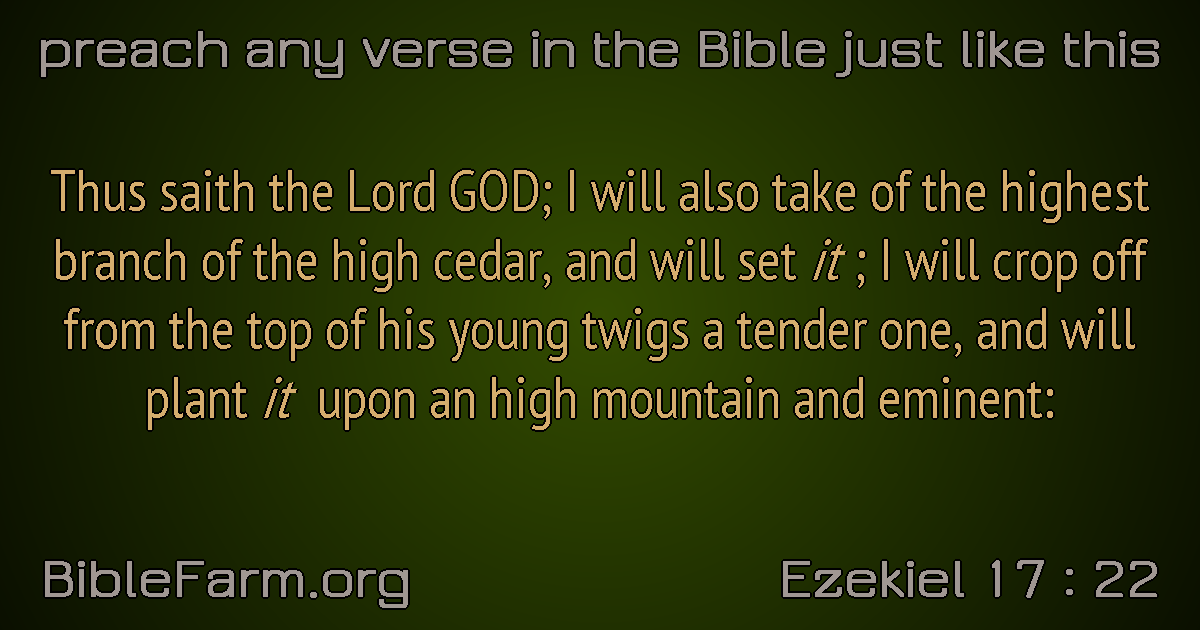 preach any verse in the Bible just like this
Thus saith the Lord GOD; I will also take of the highest
branch of the high cedar, and will set it ; I will crop off
from the top of his young twigs a tender one, and will
plant it upon an high mountain and eminent:
BibleFarm.org
Ezekiel 17 : 22